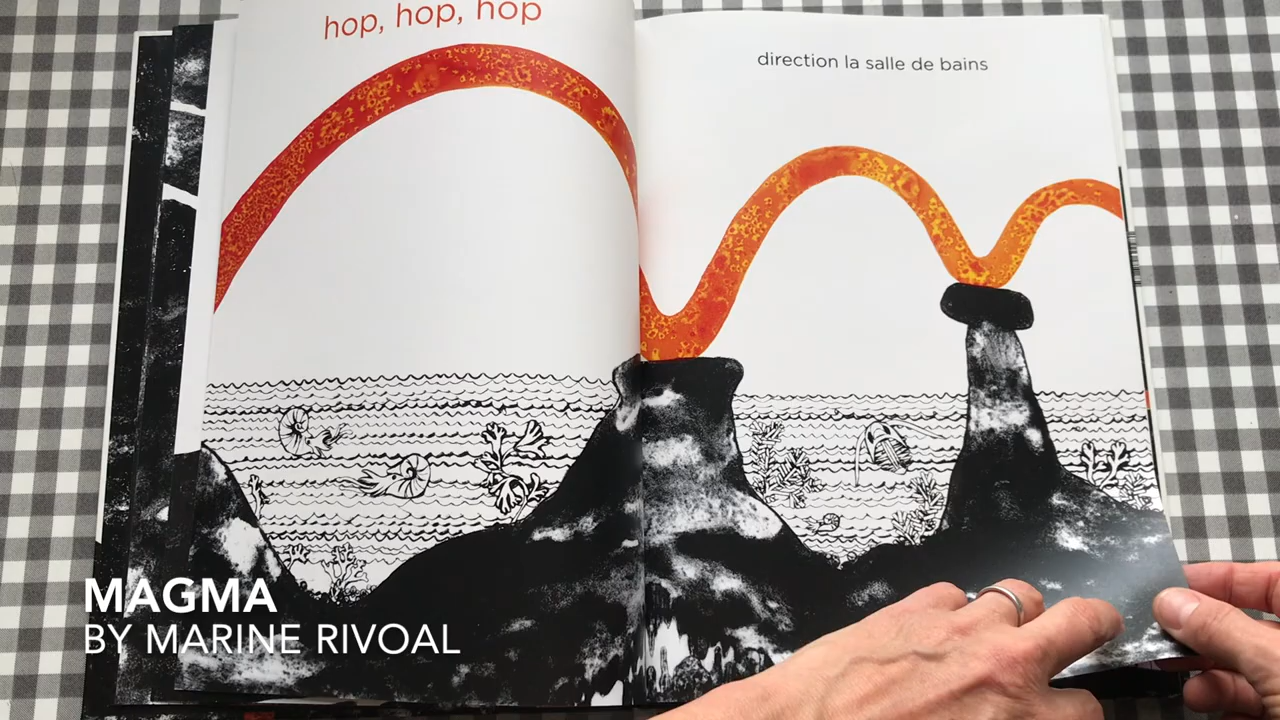 hop, hop, hop
direction la salle de bains
MAGMA
BY MARINE RIVOAL